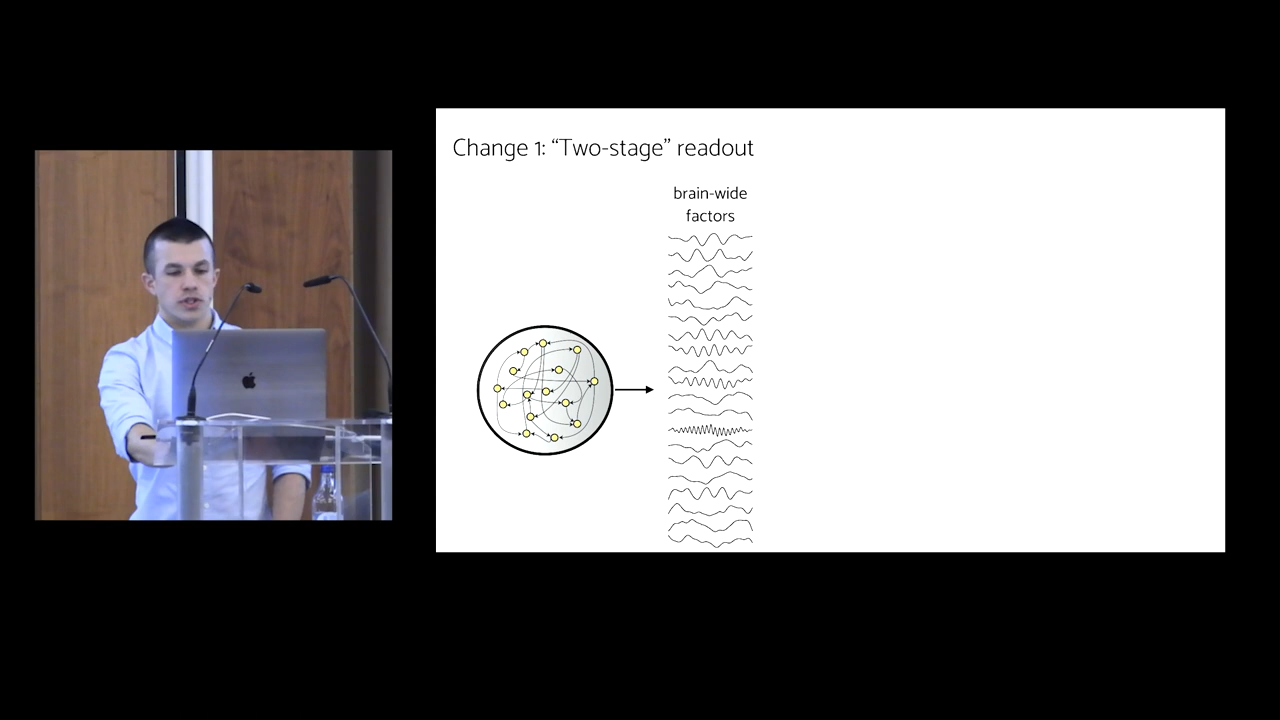 Change 1: “Two-stage” readout
brain-wide
factors